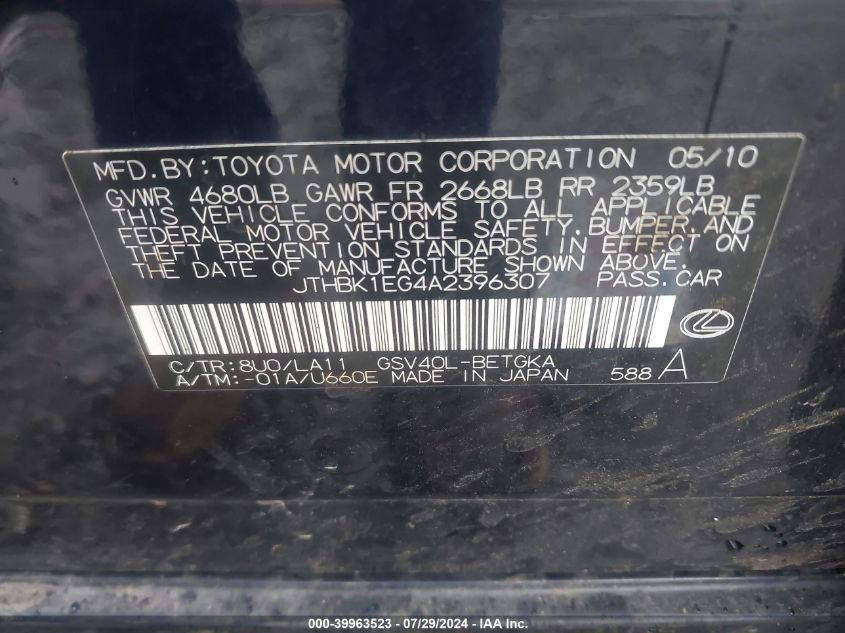 MFD.BY:TOYOTA MOTOR CORPORATION 05/10
GVWR 4680LB GAWR FR 2668LB RR 2359LB
THIS VEHICLE CONFORMS TO ALL APPLICABLE
FEDERAL MOTOR VEHICLE SAFETY,BUMPER,AND
THEFT PREVENTION STANDARDS IN EFFECT ON
THE DATE OF MANUFACTURE SHOWN ABOVE.
JTHBK1EG4A2396307 PASS.CAR
C/TR:8U0/LA11 GSV40L-BETGKA
A/TM:-01A/U660E MADE IN JAPAN 588 A
000-39963523 - 07/29/2024 - IAA Inc.